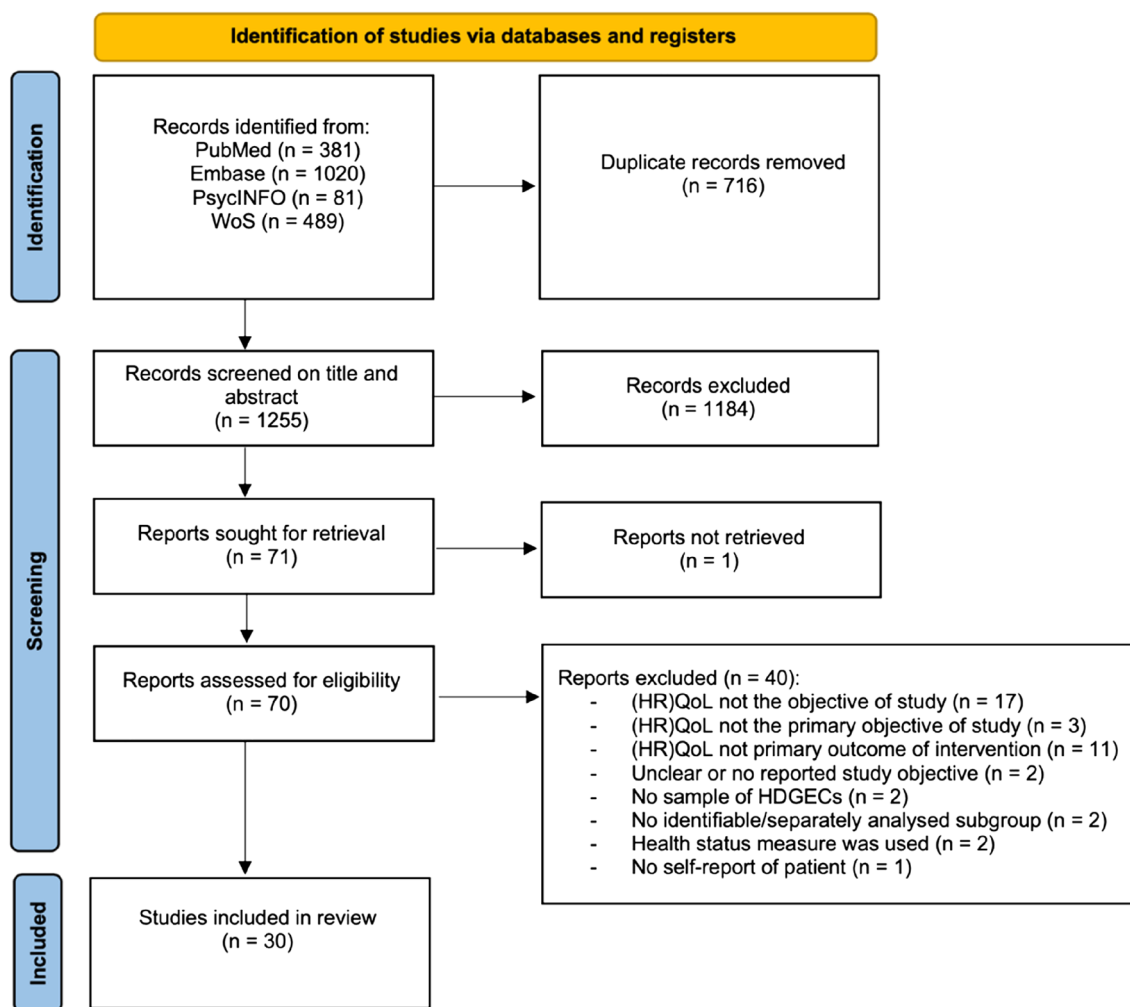 Identification of studies via databases and registers
Identification
Records identified from:
PubMed (n = 381)
Embase (n = 1020)
PsycINFO (n = 81)
WoS (n = 489)
Duplicate records removed
(n = 716)
Screening
Records screened on title and
abstract
(n = 1255)
Records excluded
(n = 1184)
Reports sought for retrieval
(n = 71)
Reports not retrieved
(n = 1)
Reports assessed for eligibility
(n = 70)
Reports excluded (n = 40):
- (HR)QoL not the objective of study (n = 17)
- (HR)QoL not the primary objective of study (n = 3)
- (HR)QoL not primary outcome of intervention (n = 11)
- Unclear or no reported study objective (n = 2)
- No sample of HDGECs (n = 2)
- No identifiable/separately analysed subgroup (n = 2)
- Health status measure was used (n = 2)
- No self-report of patient (n = 1)
Included
Studies included in review
(n = 30)